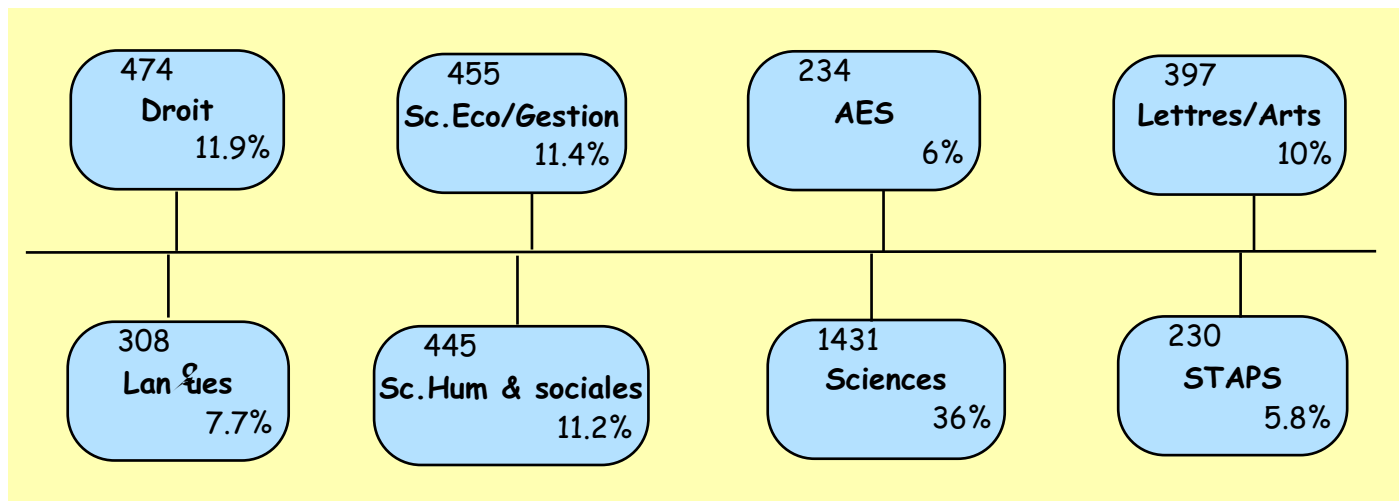 474
Droit
11.9%
455
Sc.Eco/Gestion
11.4%
234
AES
6%
397
Lettres/Arts
10%
308
7.7%
445
Sc.Hum & sociales
11.2%
1431
Sciences
36%
230
STAPS
5.8%